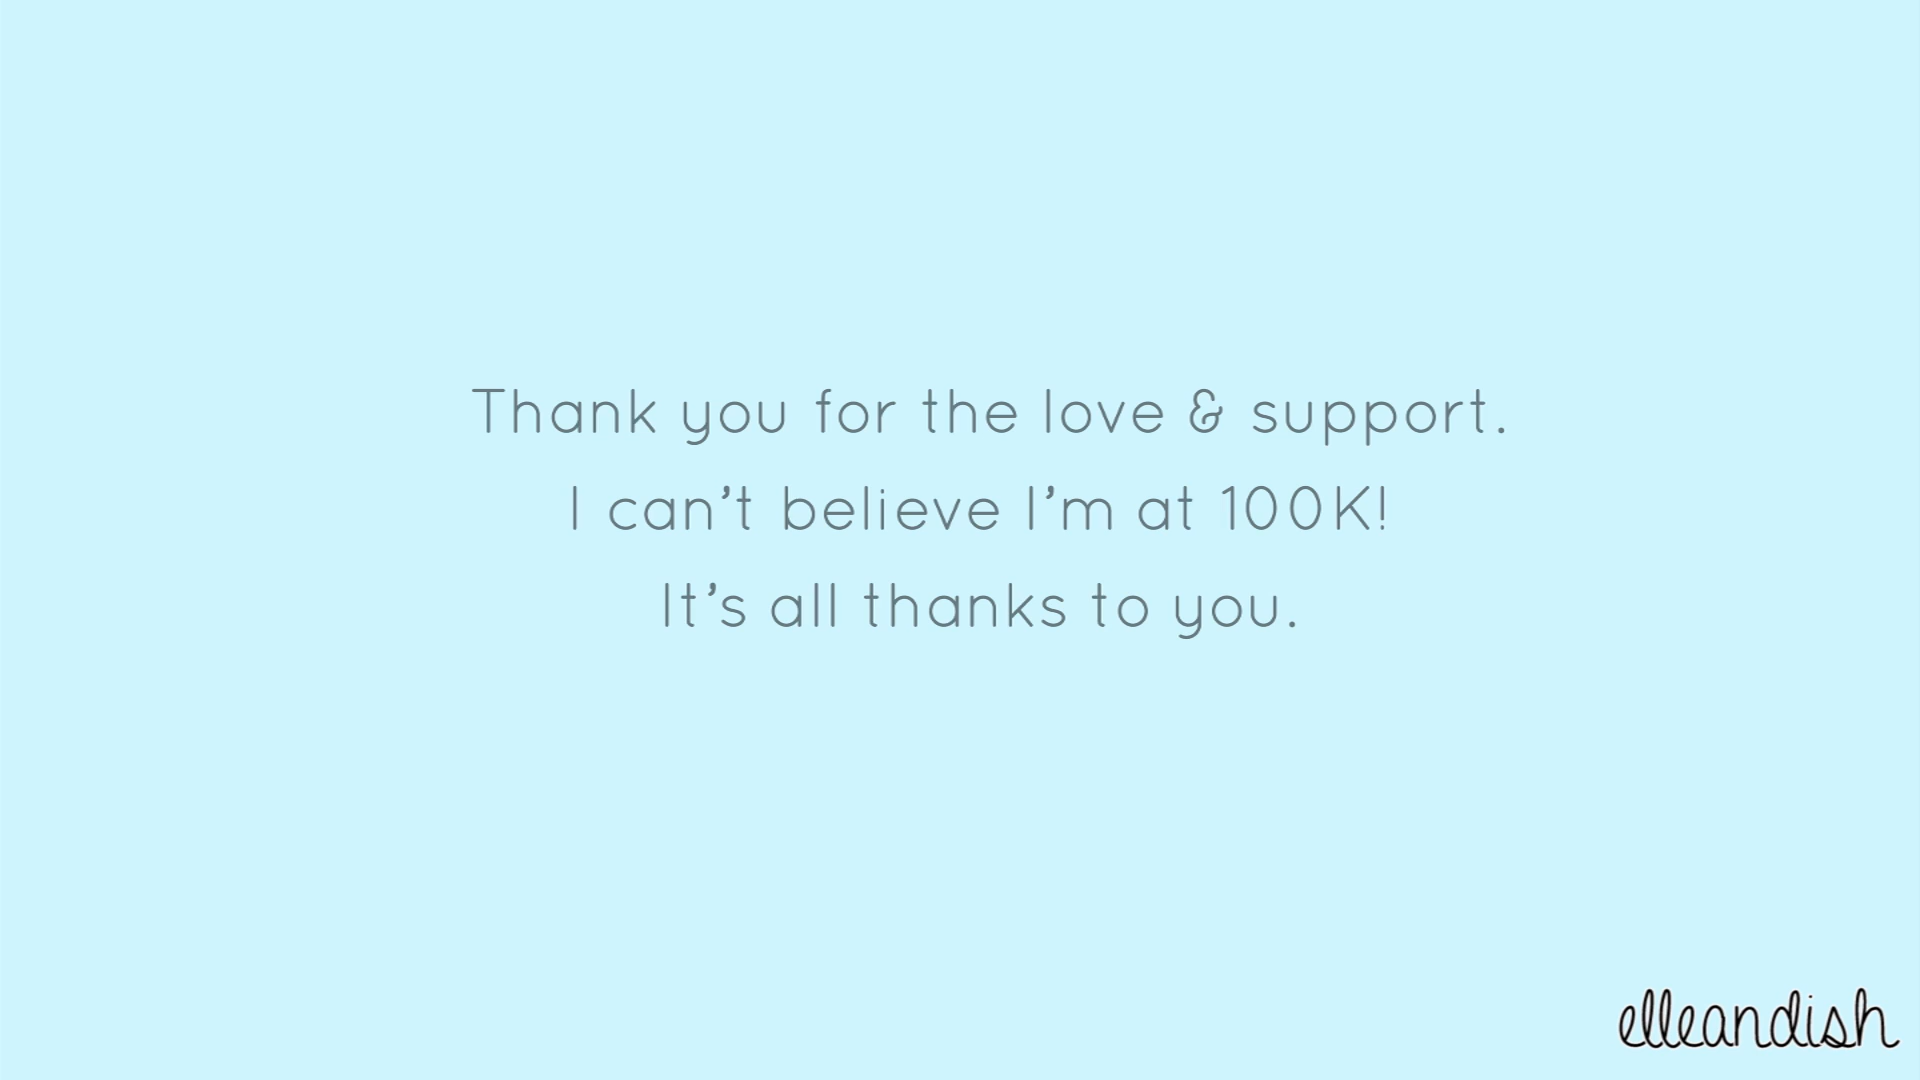 Thank you for the love & support.
I can’t believe I’m at 100K!
It’s all thanks to you.
elleandish